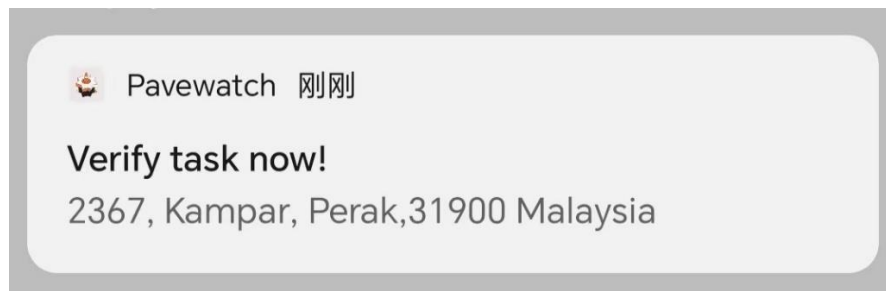 Pavewatch 刚刚
Verify task now!
2367, Kampar, Perak,31900 Malaysia